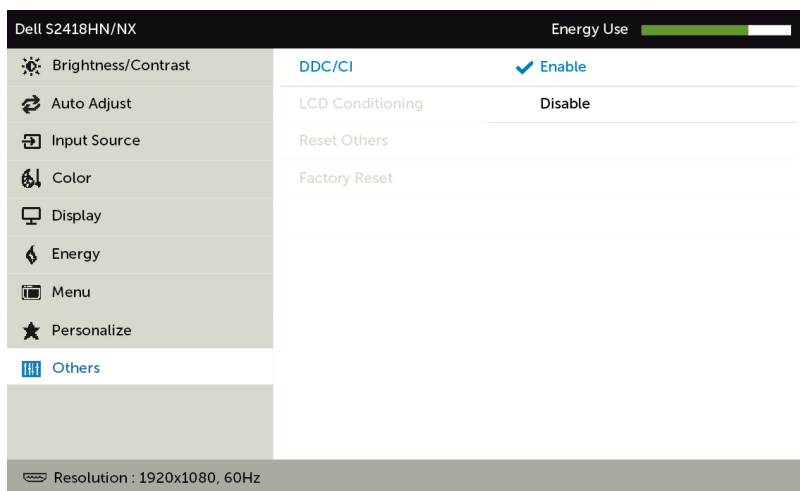 Dell S2418HN/NX Energy Use
Brightness/Contrast DDC/CI Enable
Auto Adjust LCD Conditioning Disable
Input Source Reset Others
Color Factory Reset
Display
Energy
Menu
Personalize
Others
Resolution : 1920x1080, 60Hz